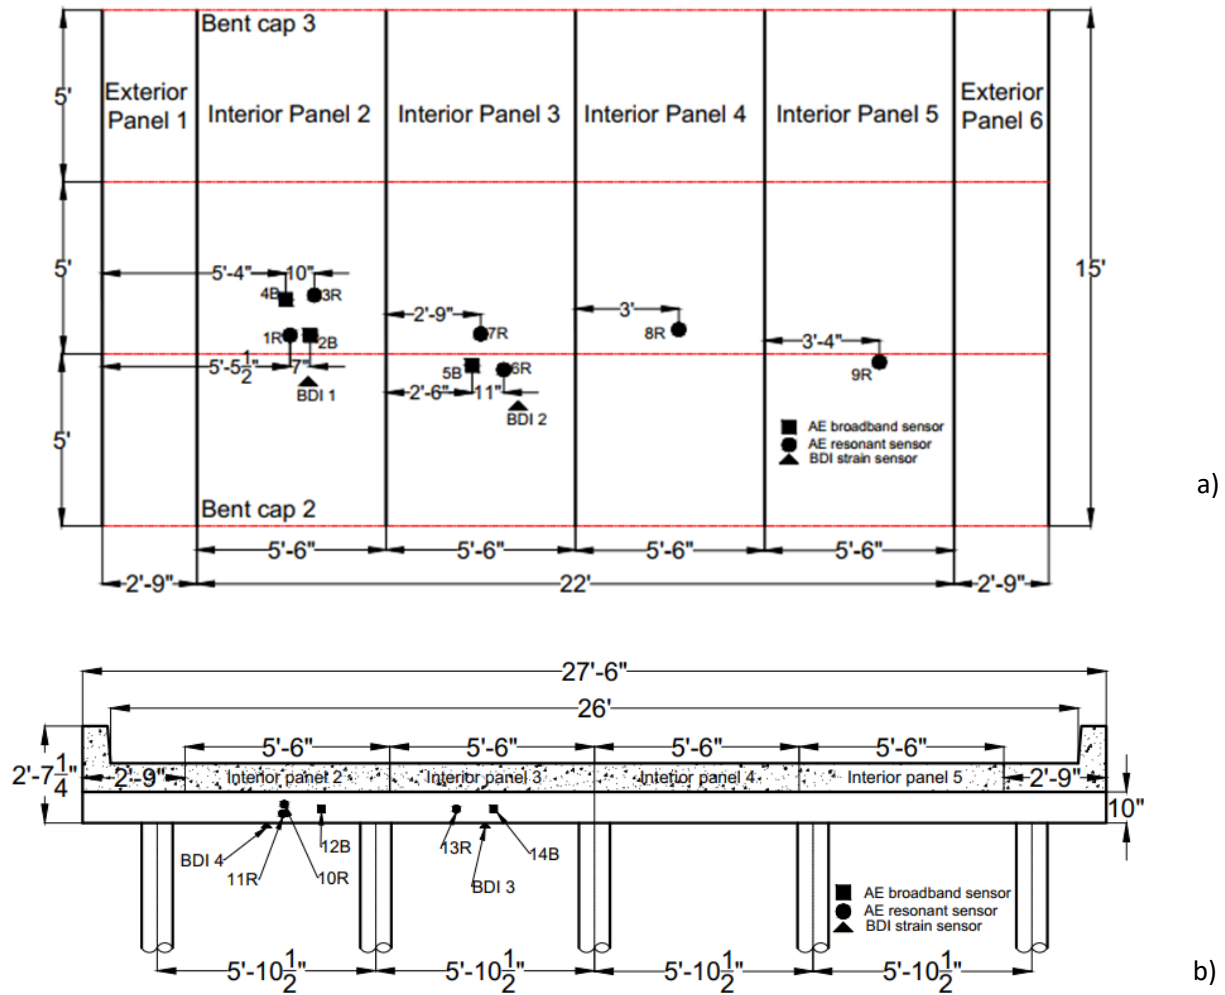 Bent cap 3
5'
Exterior
Panel 1
Interior Panel 2
Interior Panel 3
Interior Panel 4
Interior Panel 5
Exterior
Panel 6
5'
15'
5'-4"
10"
4B
3R
2'-9"
3'
7R
8R
3'-4"
1R
2B
5'-5 1/2"
7"
BDI 1
5B
6R
9R
2'-6"
11"
BDI 2
5'
AE broadband sensor
AE resonant sensor
BDI strain sensor
a)
Bent cap 2
5'-6"
5'-6"
5'-6"
5'-6"
2'-9"
22'
2'-9"
27'-6"
26'
5'-6"
5'-6"
5'-6"
5'-6"
2'-7 1/4"
2'-9"
Interior panel 2
Interior panel 3
Interior panel 4
Interior panel 5
2'-9"
10"
BDI 4
11R
10R
12B
13R
BDI 3
14B
AE broadband sensor
AE resonant sensor
BDI strain sensor
5'-10 1/2"
5'-10 1/2"
5'-10 1/2"
5'-10 1/2"
b)